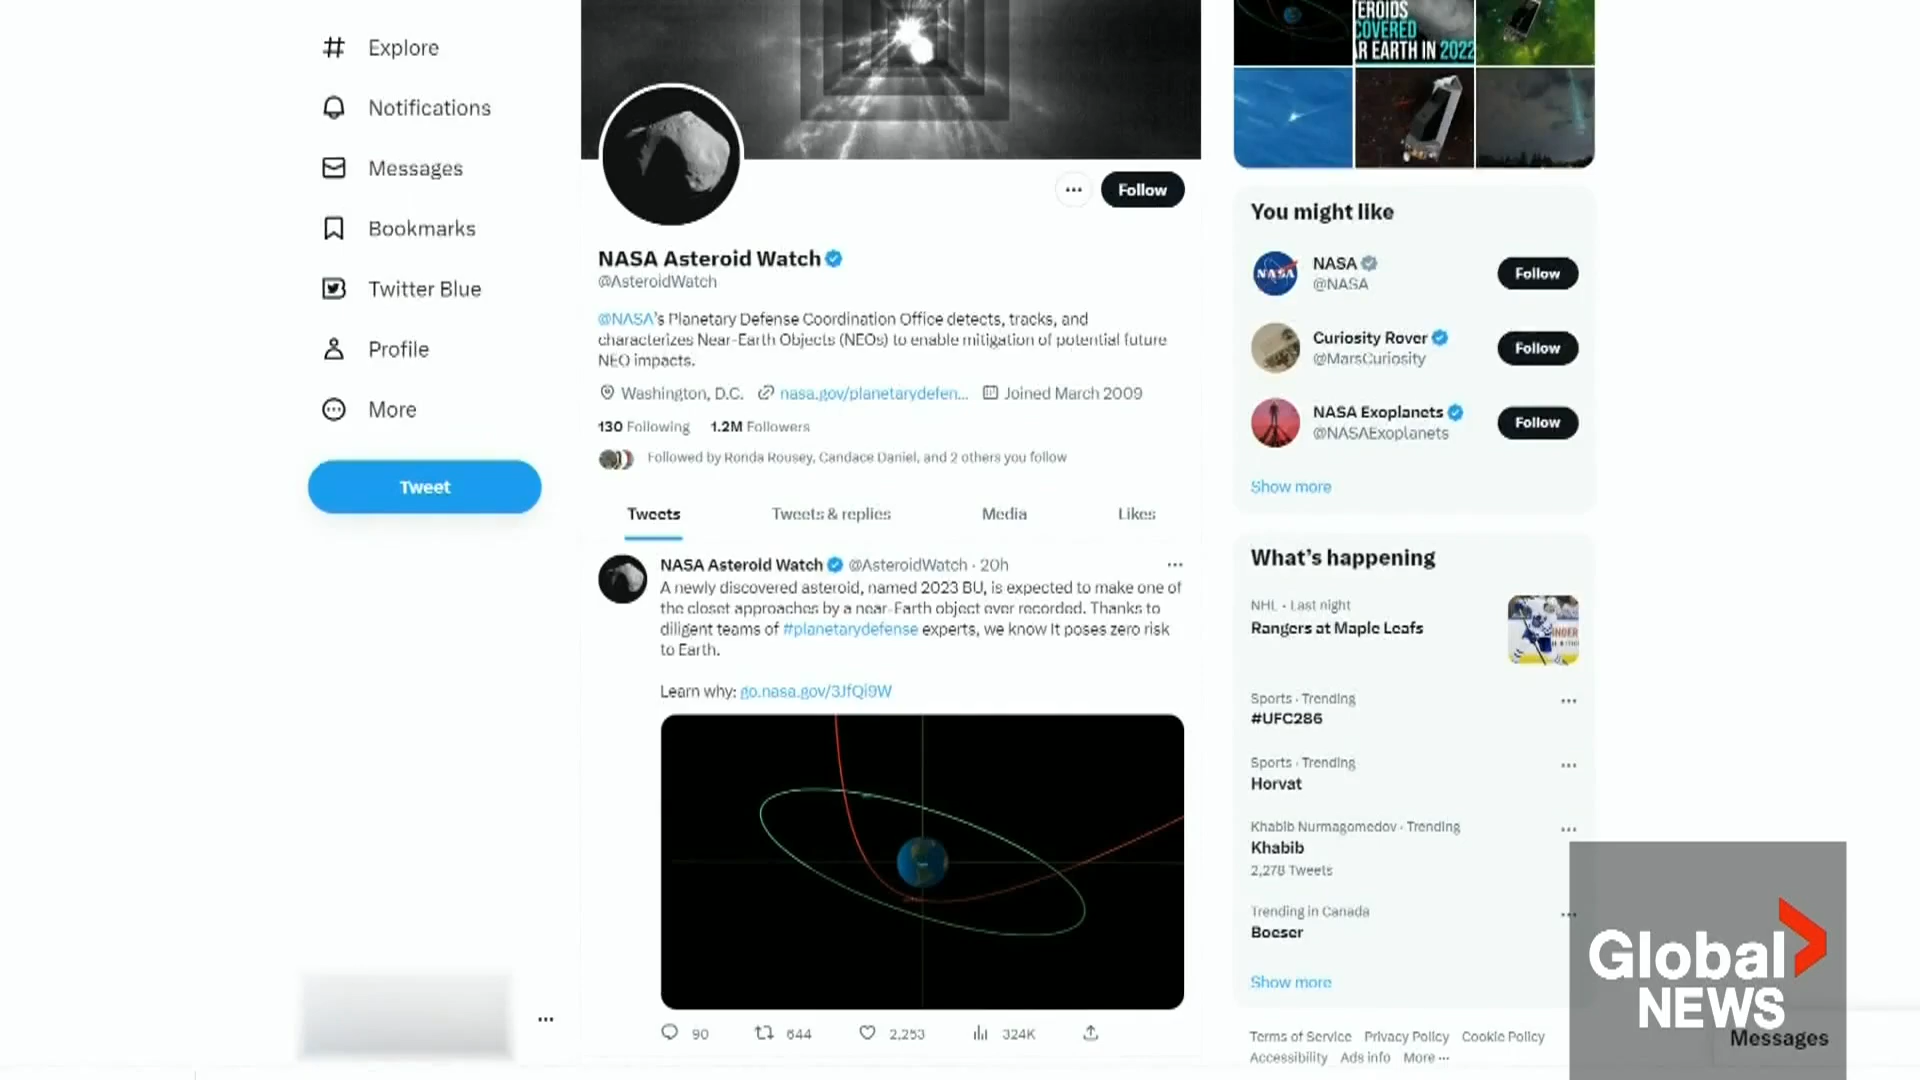 Explore
Notifications
Messages
Bookmarks
Twitter Blue
Profile
More
Tweet
Follow
NASA Asteroid Watch
@AsteroidWatch
@NASA's Planetary Defense Coordination Office detects, tracks, and
characterizes Near-Earth Objects (NEOs) to enable mitigation of potential future
NEO impacts.
Washington, D.C. nasa.gov/planetarydefen... Joined March 2009
130 Following 1.2M Followers
Followed by Ronda Rousey, Candace Daniel, and 2 others you follow
Tweets Tweets & replies Media Likes
NASA Asteroid Watch @AsteroidWatch · 20h
A newly discovered asteroid, named 2023 BU, is expected to make one of
the closet approaches by a near-Earth object ever recorded. Thanks to
diligent teams of #planetarydefense experts, we know it poses zero risk
to Earth.
Learn why: go.nasa.gov/3JfQi9W
90 644 2,253 324K
EROIDS
COVERED
R EARTH IN 2022
You might like
NASA
@NASA
Follow
Curiosity Rover
@MarsCuriosity
Follow
NASA Exoplanets
@NASAExoplanets
Follow
Show more
What's happening
NHL · Last night
Rangers at Maple Leafs
Sports · Trending
#UFC286
Sports · Trending
Horvat
Khabib Nurmagomedov · Trending
Khabib
2,278 Tweets
Trending in Canada
Boeser
Show more
Terms of Service Privacy Policy Cookie Policy
Accessibility Ads info More ...
Global
NEWS
Messages